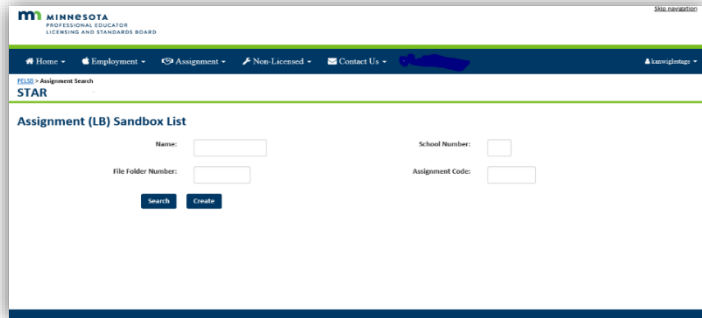 Skip navigation
mn MINNESOTA
PROFESSIONAL EDUCATOR
LICENSING AND STANDARDS BOARD
Home Employment Assignment Non-Licensed Contact Us
PELSB > Assignment Search
STAR
Assignment (LB) Sandbox List
Name: School Number:
File Folder Number: Assignment Code:
Search Create